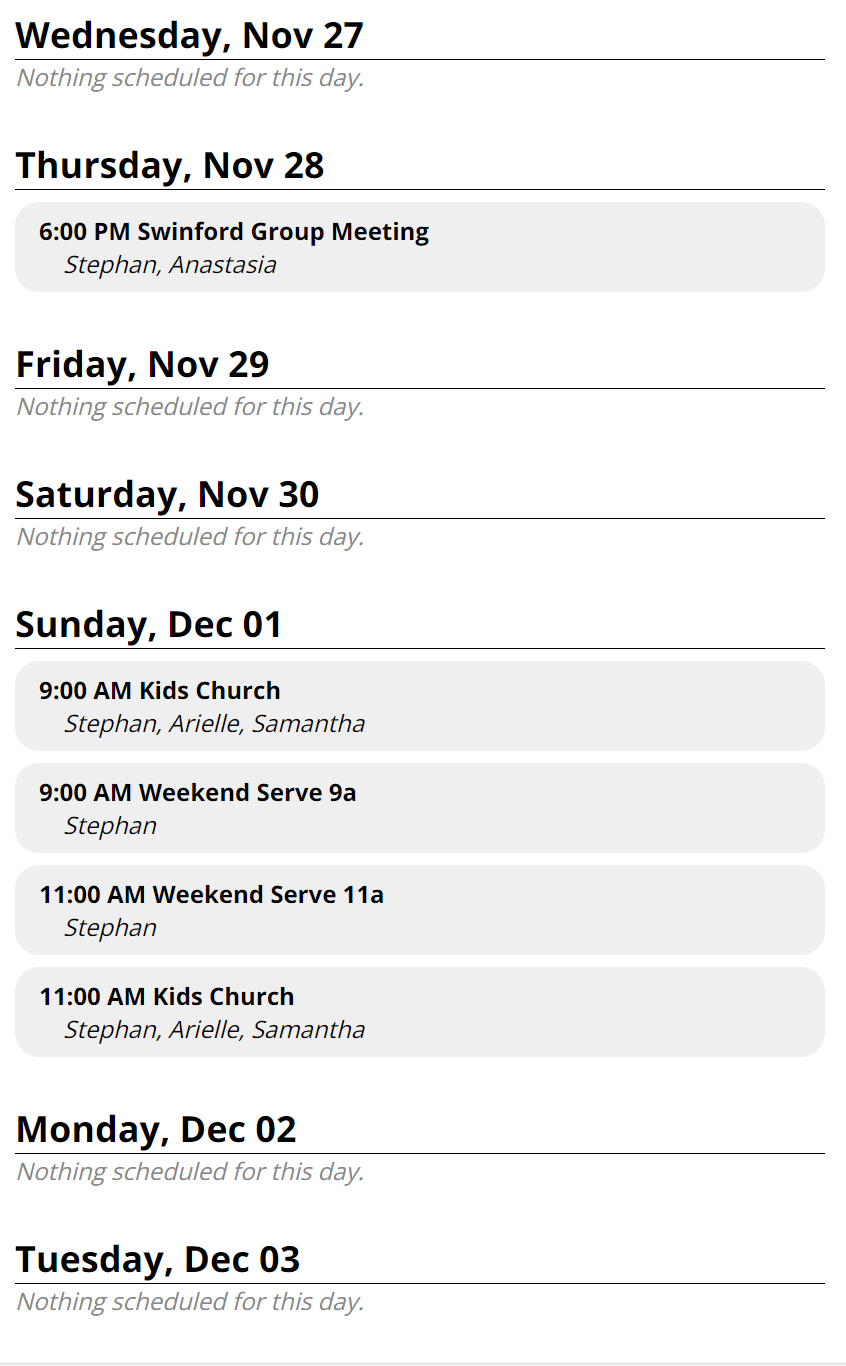 Wednesday, Nov 27
Nothing scheduled for this day.
Thursday, Nov 28
6:00 PM Swinford Group Meeting
Stephan, Anastasia
Friday, Nov 29
Nothing scheduled for this day.
Saturday, Nov 30
Nothing scheduled for this day.
Sunday, Dec 01
9:00 AM Kids Church
Stephan, Arielle, Samantha
9:00 AM Weekend Serve 9a
Stephan
11:00 AM Weekend Serve 11a
Stephan
11:00 AM Kids Church
Stephan, Arielle, Samantha
Monday, Dec 02
Nothing scheduled for this day.
Tuesday, Dec 03
Nothing scheduled for this day.